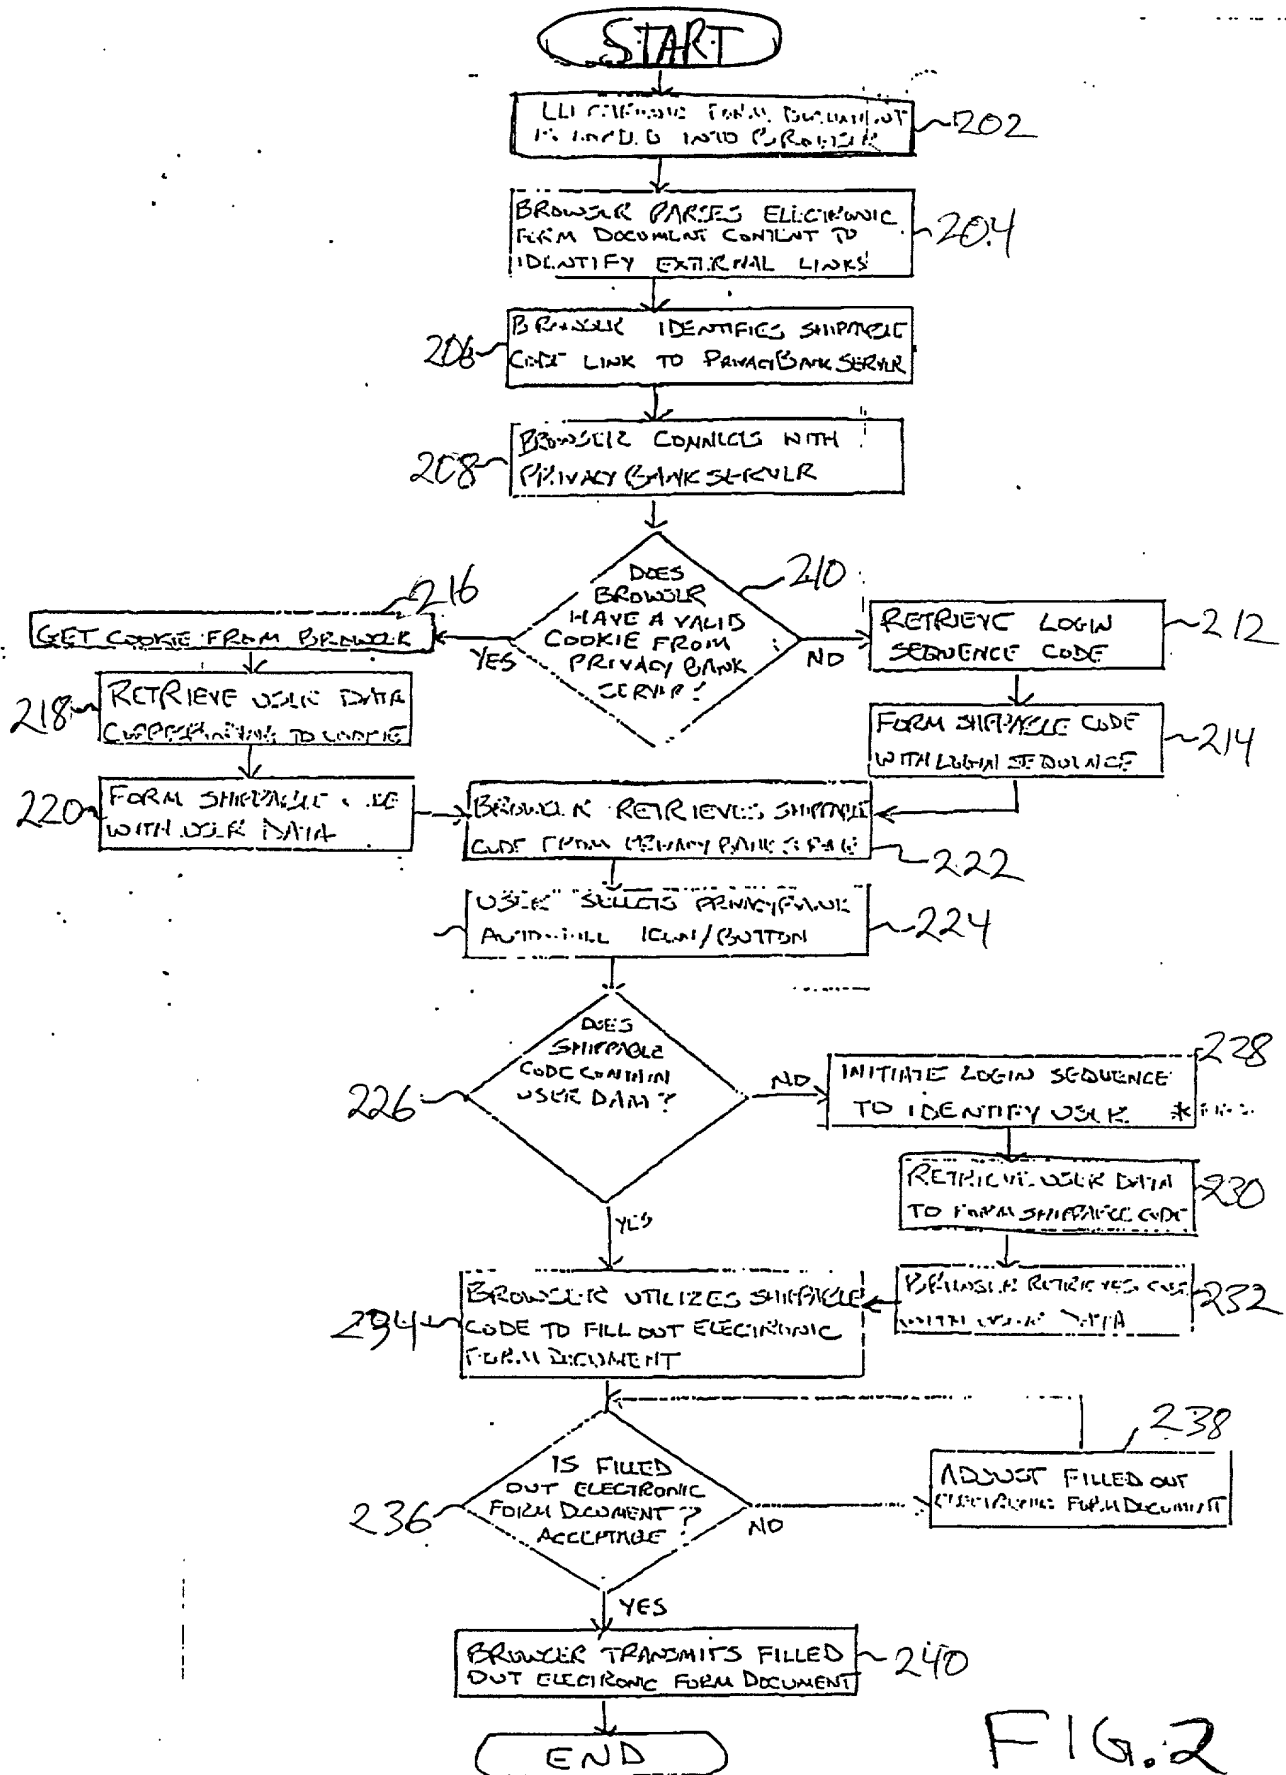 START
FORM DOCUMENT
INTO BROWSER
202
BROWSER PARSES ELECTRONIC
FORM DOCUMENT CONTENT TO
IDENTIFY EXTERNAL LINKS
204
BROWSER IDENTIFIES SHIPPABLE
CODE LINK TO PRIVACYBANK SERVER
206
BROWSER CONNECTS WITH
PRIVACY BANK SERVER
208
DOES
BROWSER
HAVE A VALID
COOKIE FROM
PRIVACY BANK
SERVER?
210
YES
NO
216
GET COOKIE FROM BROWSER
RETRIEVE LOGIN
SEQUENCE CODE
212
218
RETRIEVE USER DATA
CORRESPONDING TO COOKIE
FORM SHIPPABLE CODE
WITH LOGIN SEQUENCE
214
220
FORM SHIPPABLE
WITH USER DATA
BROWSER RETRIEVES SHIPPABLE
CODE FROM PRIVACY BANK
222
USER SELECTS PRIVACYBANK
AUTO-FILL ICON/BUTTON
224
DOES
SHIPPABLE
CODE CONTAIN
USER DATA?
226
NO
YES
INITIATE LOGIN SEQUENCE
TO IDENTIFY USER *
228
RETRIEVE USER DATA
TO FORM SHIPPABLE CODE
230
BROWSER RETRIEVES CODE
WITH USER DATA
232
BROWSER UTILIZES SHIPPABLE
CODE TO FILL OUT ELECTRONIC
FORM DOCUMENT
234
IS FILLED
OUT ELECTRONIC
FORM DOCUMENT?
ACCEPTABLE
236
NO
YES
238
ADJUST FILLED OUT
ELECTRONIC FORM DOCUMENT
BROWSER TRANSMITS FILLED
OUT ELECTRONIC FORM DOCUMENT
240
END
FIG.2